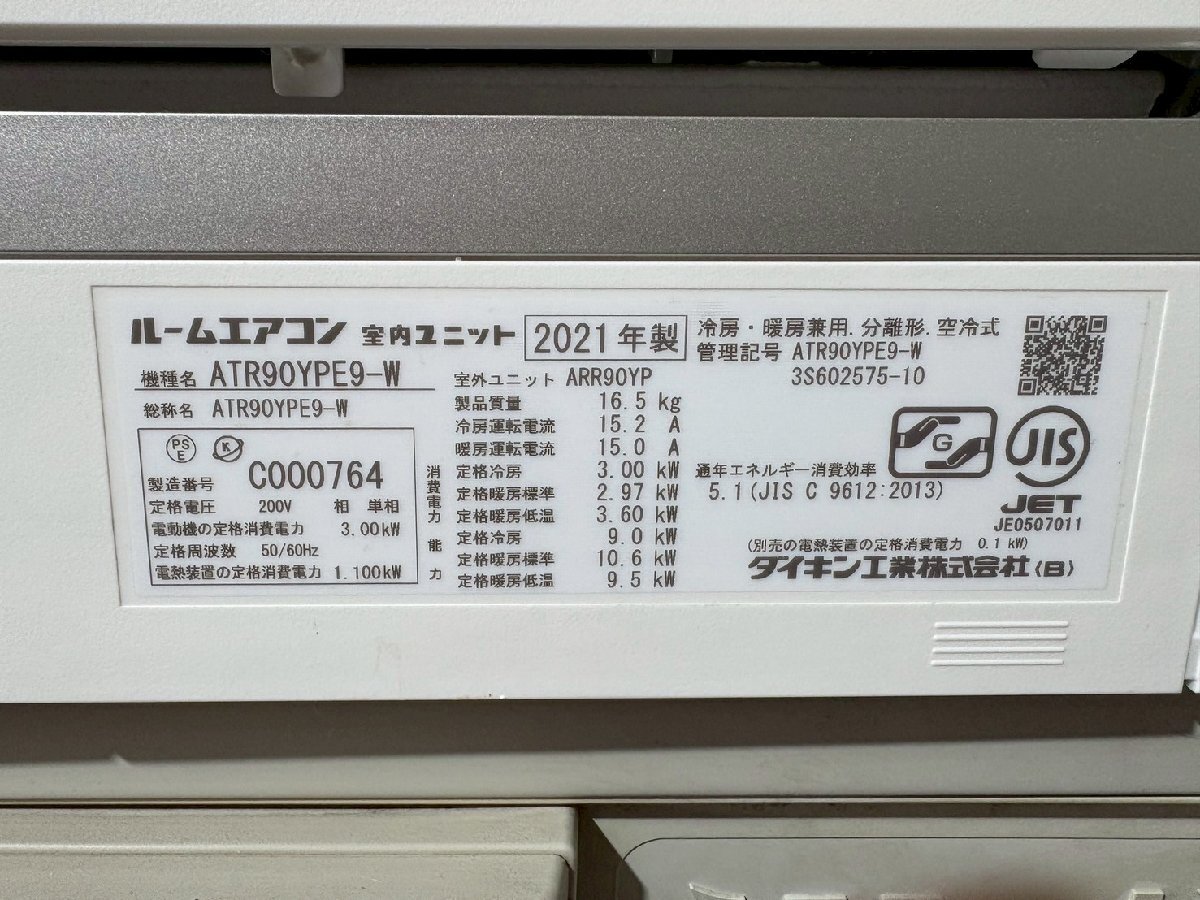 ルームエアコン 室内ユニット 2021年製
機種名 ATR90YPE9-W
総称名 ATR90YPE9-W
PS
E
K
製造番号 C000764
定格電圧 200V 相 単相
電動機の定格消費電力 3.00kW
定格周波数 50/60Hz
電熱装置の定格消費電力 1.100kW
室外ユニット ARR90YP
製品質量 16.5 kg
冷房運転電流 15.2 A
暖房運転電流 15.0 A
消費電力
定格冷房 3.00 kW
定格暖房標準 2.97 kW
定格暖房低温 3.60 kW
能力
定格冷房 9.0 kW
定格暖房標準 10.6 kW
定格暖房低温 9.5 kW
冷房・暖房兼用.分離形.空冷式
管理記号 ATR90YPE9-W
3S602575-10
G
JIS
JET
JE0507011
通年エネルギー消費効率
5.1(JIS C 9612:2013)
(別売の電熱装置の定格消費電力 0.1 kW)
ダイキン工業株式会社〈B〉